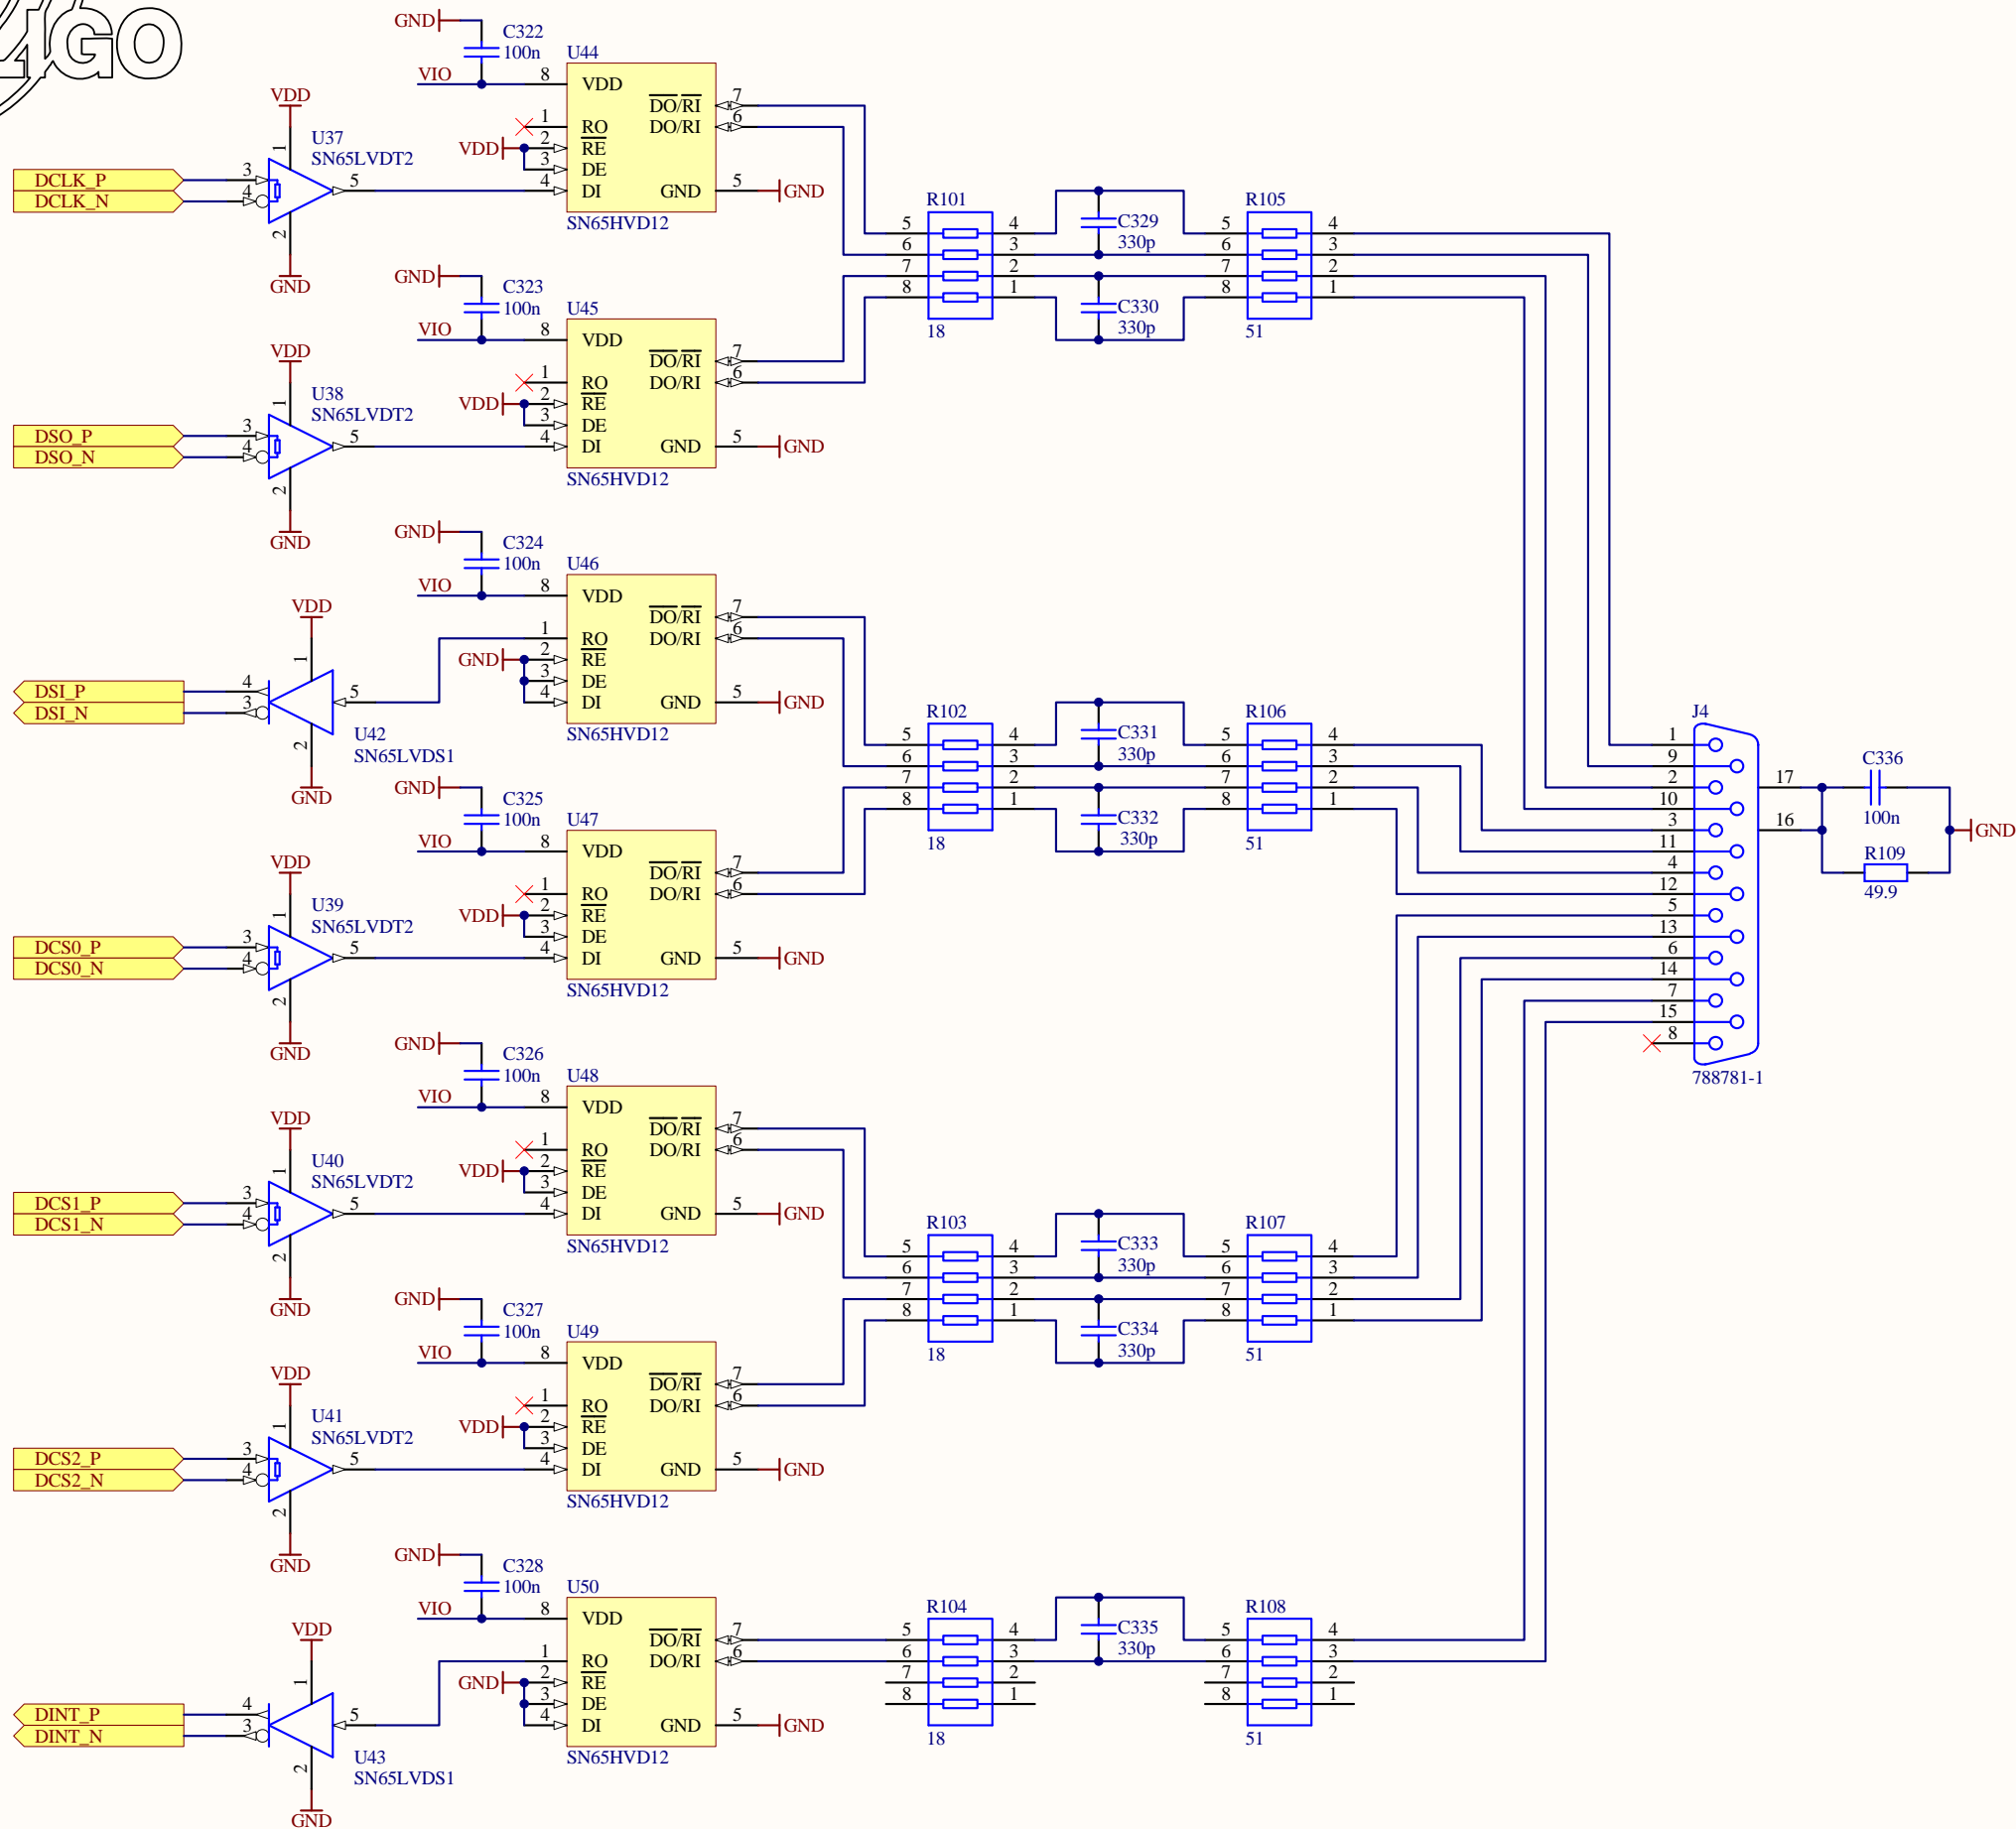 GO
GND
C322
100n
VIO
U44
8 VDD
DO/RI 7
1 RO DO/RI 6
VDD 2 RE
3 DE
4 DI GND 5 GND
SN65HVD12
VDD
1
U37
SN65LVDT2
DCLK_P 3
DCLK_N 4
5
2
GND
GND
C323
100n
VIO
U45
8 VDD
DO/RI 7
1 RO DO/RI 6
VDD 2 RE
3 DE
4 DI GND 5 GND
SN65HVD12
VDD
1
U38
SN65LVDT2
DSO_P 3
DSO_N 4
5
2
GND
R101
5 4
6 3
7 2
8 1
18
C329
330p
C330
330p
R105
5 4
6 3
7 2
8 1
51
GND
C324
100n
VIO
U46
8 VDD
DO/RI 7
1 RO DO/RI 6
GND 2 RE
3 DE
4 DI GND 5 GND
SN65HVD12
VDD
1
DSI_P 4
DSI_N 3
5
2
U42
SN65LVDS1
GND
GND
C325
100n
VIO
U47
8 VDD
DO/RI 7
1 RO DO/RI 6
VDD 2 RE
3 DE
4 DI GND 5 GND
SN65HVD12
VDD
1
U39
SN65LVDT2
DCS0_P 3
DCS0_N 4
5
2
GND
R102
5 4
6 3
7 2
8 1
18
C331
330p
C332
330p
R106
5 4
6 3
7 2
8 1
51
J4
1
9
2
10
3
11
4
12
5
13
6
14
7
15
8
788781-1
17
16
C336
100n
R109
49.9
GND
GND
C326
100n
VIO
U48
8 VDD
DO/RI 7
1 RO DO/RI 6
VDD 2 RE
3 DE
4 DI GND 5 GND
SN65HVD12
VDD
1
U40
SN65LVDT2
DCS1_P 3
DCS1_N 4
5
2
GND
GND
C327
100n
VIO
U49
8 VDD
DO/RI 7
1 RO DO/RI 6
VDD 2 RE
3 DE
4 DI GND 5 GND
SN65HVD12
VDD
1
U41
SN65LVDT2
DCS2_P 3
DCS2_N 4
5
2
GND
R103
5 4
6 3
7 2
8 1
18
C333
330p
C334
330p
R107
5 4
6 3
7 2
8 1
51
GND
C328
100n
VIO
U50
8 VDD
DO/RI 7
1 RO DO/RI 6
GND 2 RE
3 DE
4 DI GND 5 GND
SN65HVD12
VDD
1
DINT_P 4
DINT_N 3
5
2
U43
SN65LVDS1
GND
R104
5 4
6 3
7 2
8 1
18
C335
330p
R108
5 4
6 3
7 2
8 1
51